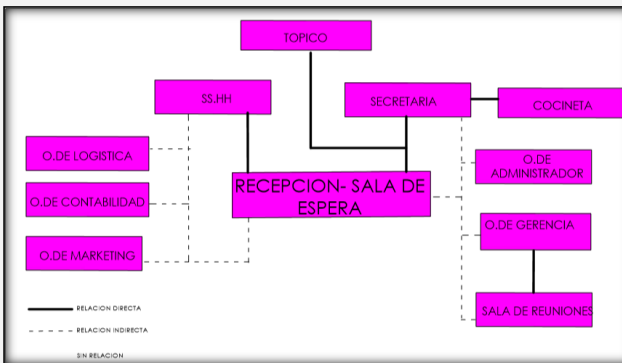 TOPICO
SS.HH
SECRETARIA
COCINETA
O.DE LOGISTICA
O.DE
ADMINISTRADOR
RECEPCION- SALA DE
ESPERA
O.DE CONTABILIDAD
O.DE GERENCIA
O.DE MARKETING
SALA DE REUNIONES
RELACION DIRECTA
RELACION INDIRECTA
SIN RELACION